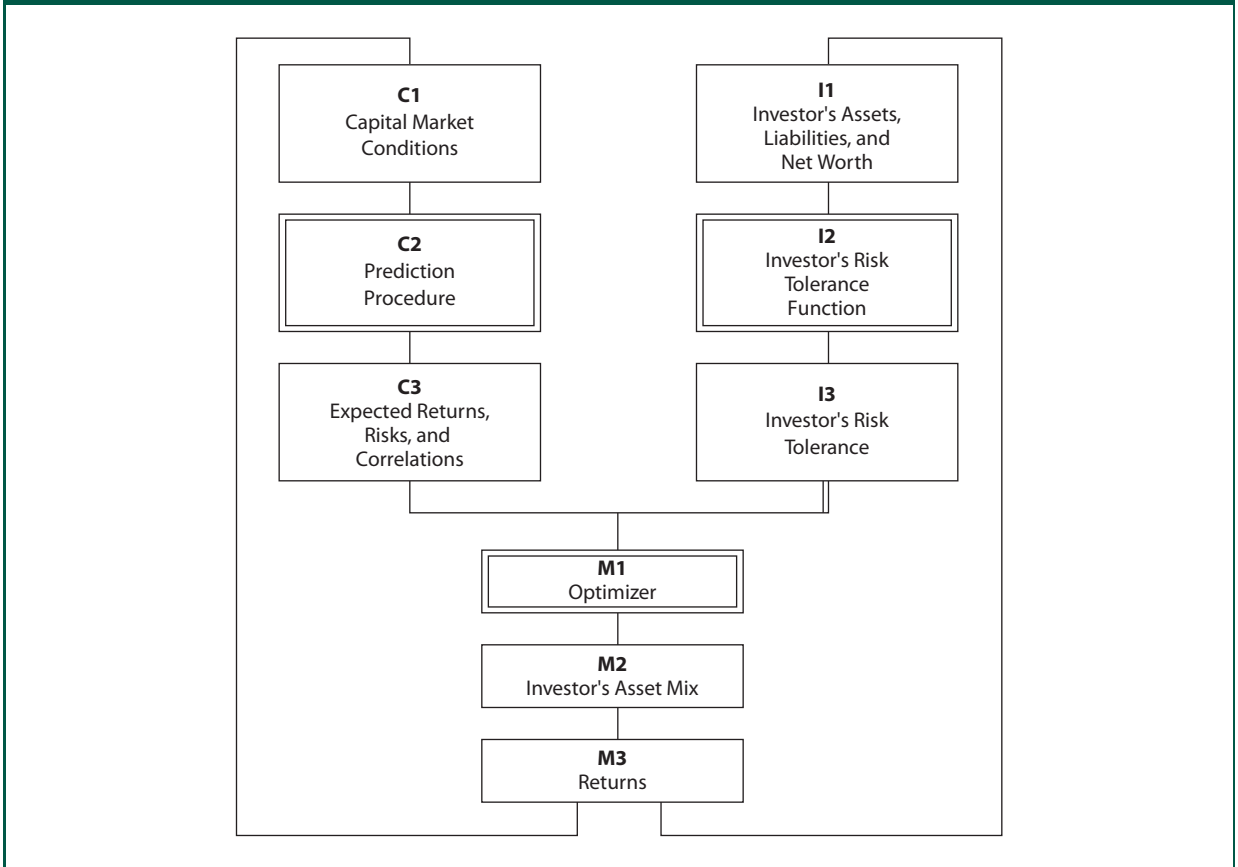 C1
Capital Market
Conditions
C2
Prediction
Procedure
C3
Expected Returns,
Risks, and
Correlations
I1
Investor's Assets,
Liabilities, and
Net Worth
I2
Investor's Risk
Tolerance
Function
I3
Investor's Risk
Tolerance
M1
Optimizer
M2
Investor's Asset Mix
M3
Returns